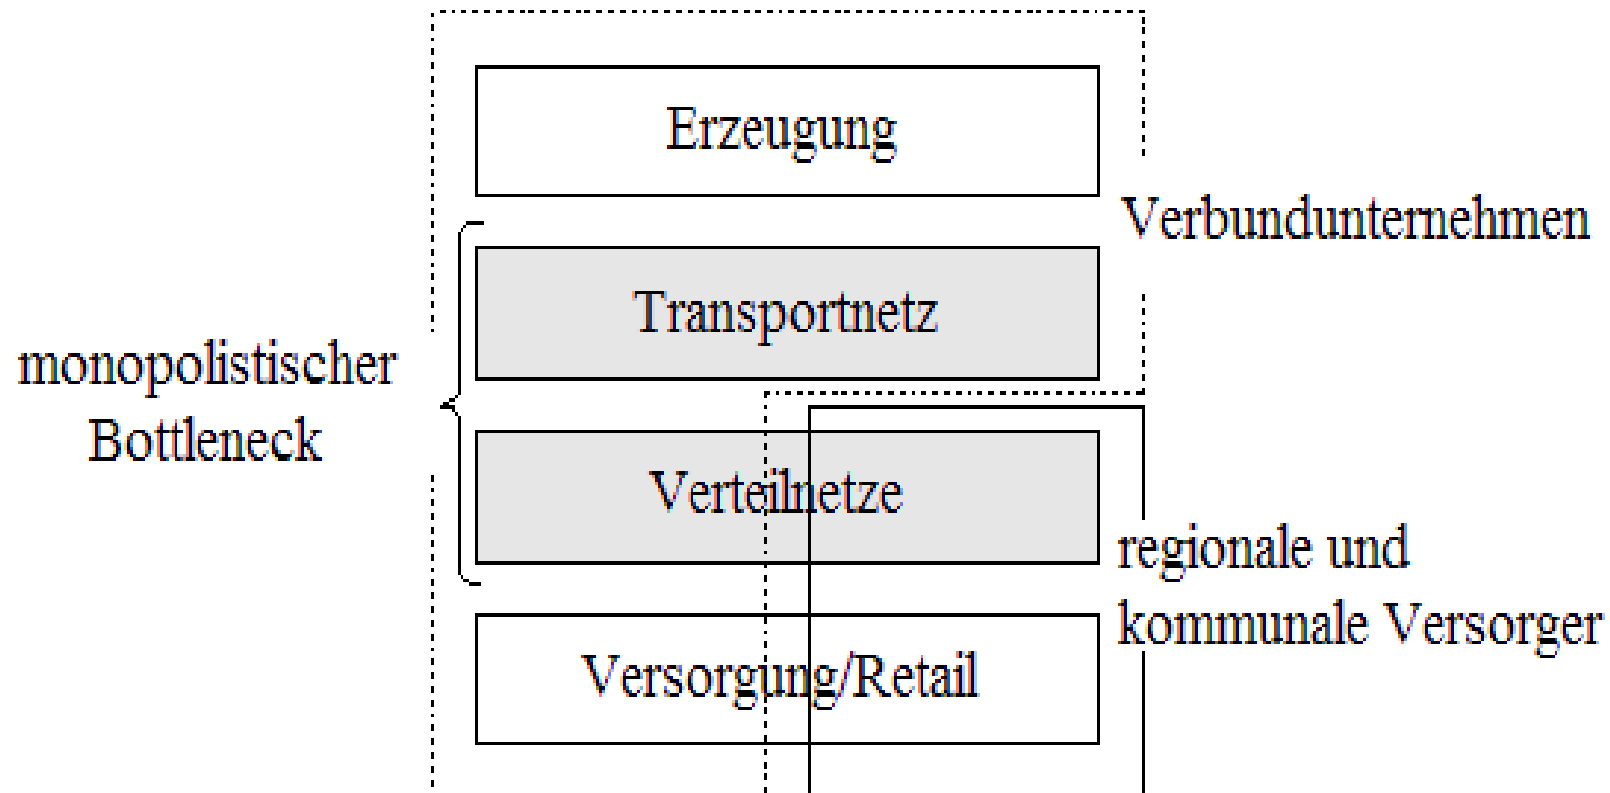 Erzeugung
Verbundunternehmen
Transportnetz
monopolistischer
Bottleneck
Verteilnetze
regionale und
kommunale Versorger
Versorgung/Retail